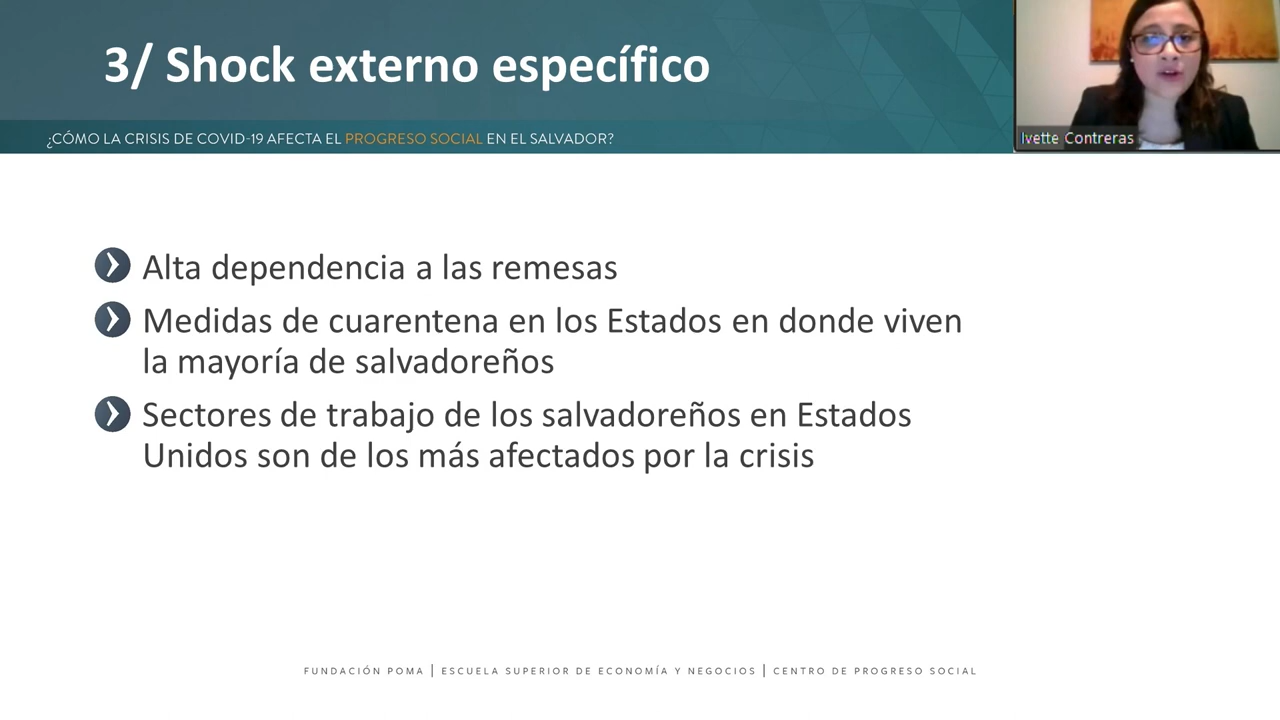 3/ Shock externo específico
Ivette Contreras
¿CÓMO LA CRISIS DE COVID-19 AFECTA EL PROGRESO SOCIAL EN EL SALVADOR?
Alta dependencia a las remesas
Medidas de cuarentena en los Estados en donde viven
la mayoría de salvadoreños
Sectores de trabajo de los salvadoreños en Estados
Unidos son de los más afectados por la crisis
FUNDACIÓN POMA | ESCUELA SUPERIOR DE ECONOMÍA Y NEGOCIOS | CENTRO DE PROGRESO SOCIAL